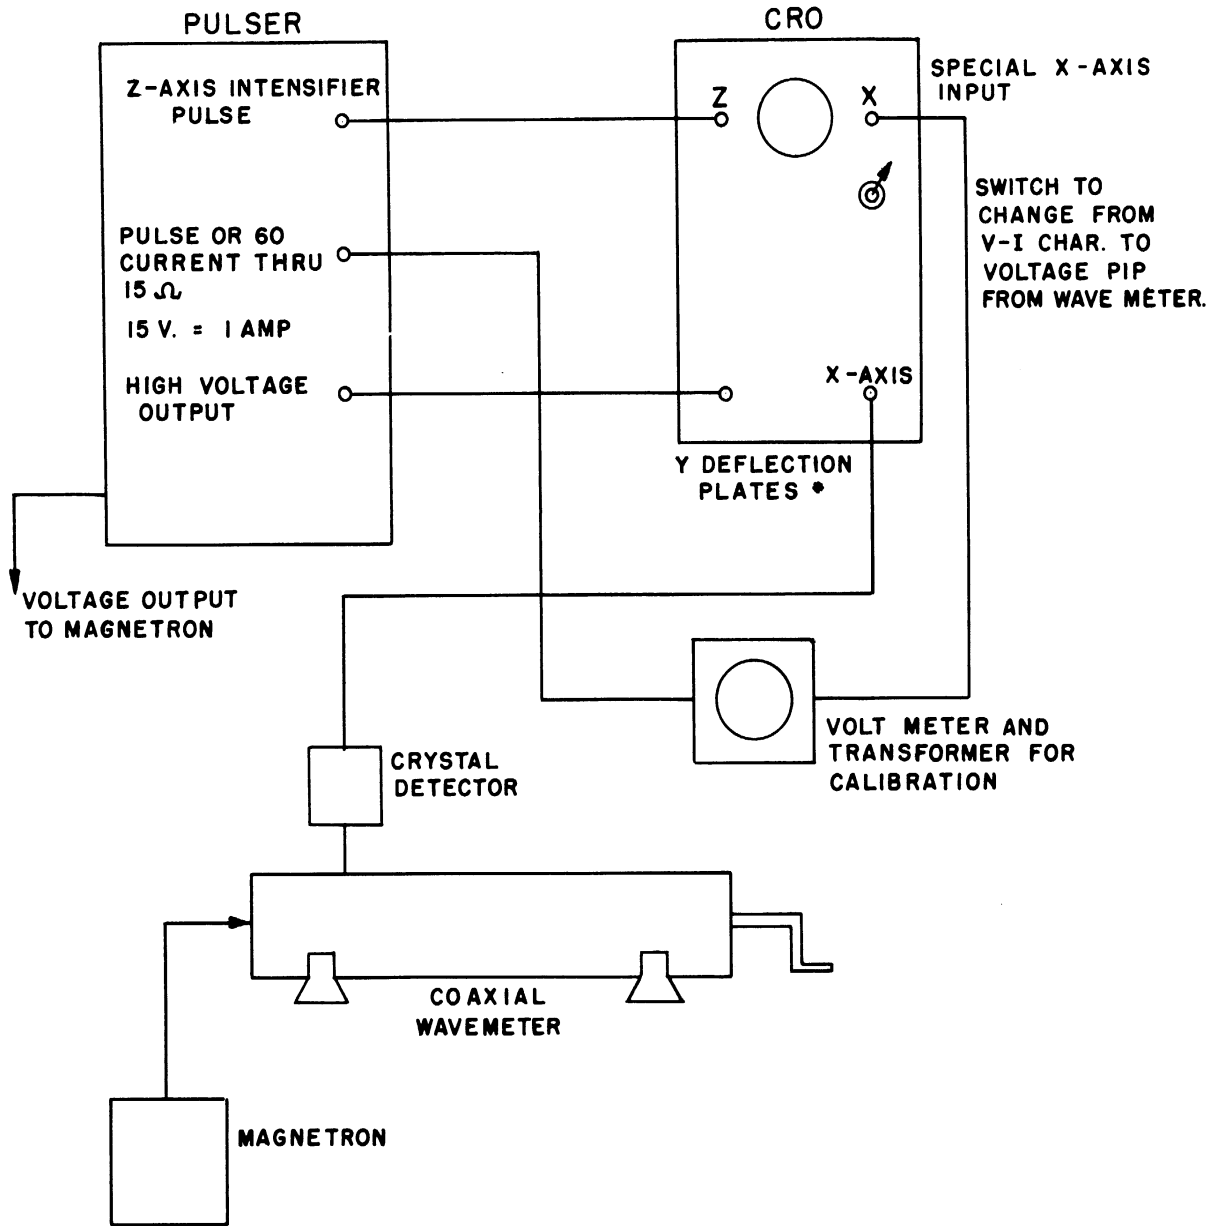 PULSER
CRO
Z-AXIS INTENSIFIER
PULSE
Z
X
SPECIAL X-AXIS
INPUT
SWITCH TO
CHANGE FROM
V-I CHAR. TO
VOLTAGE PIP
FROM WAVE METER.
PULSE OR 60
CURRENT THRU
15 Ω
15 V. = 1 AMP
HIGH VOLTAGE
OUTPUT
X-AXIS
Y DEFLECTION
PLATES *
VOLTAGE OUTPUT
TO MAGNETRON
VOLT METER AND
TRANSFORMER FOR
CALIBRATION
CRYSTAL
DETECTOR
COAXIAL
WAVEMETER
MAGNETRON